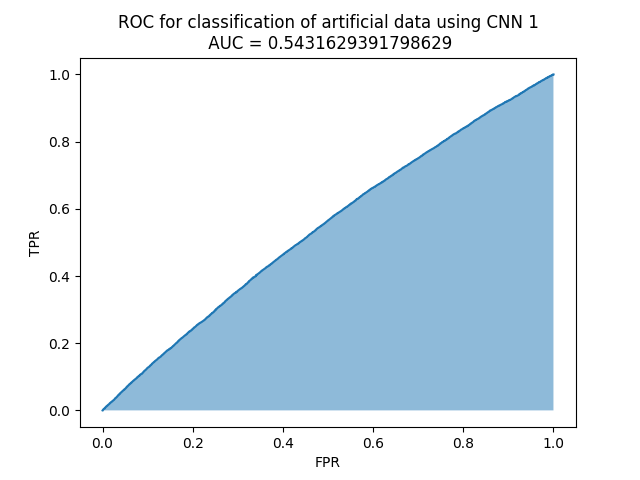 ROC for classification of artificial data using CNN 1
AUC = 0.5431629391798629
1.0
0.8
0.6
0.4
0.2
0.0
TPR
0.0 0.2 0.4 0.6 0.8 1.0
FPR